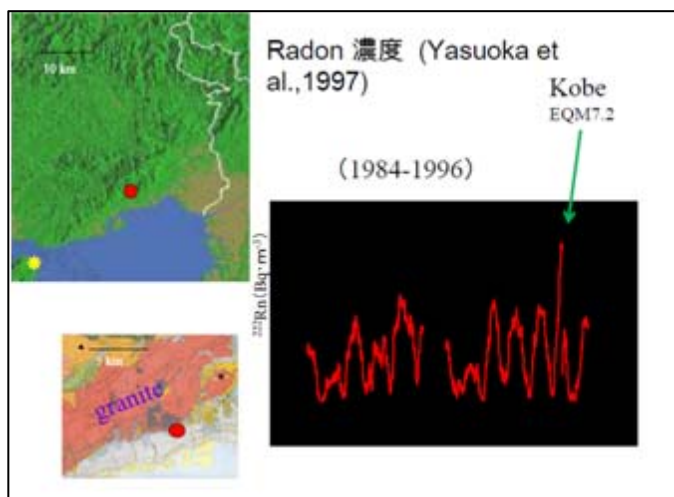 10 km
Radon 濃度 (Yasuoka et
al.,1997)
Kobe
EQM7.2
(1984-1996)
²²²Rn(Bq·m⁻³)
km
granite